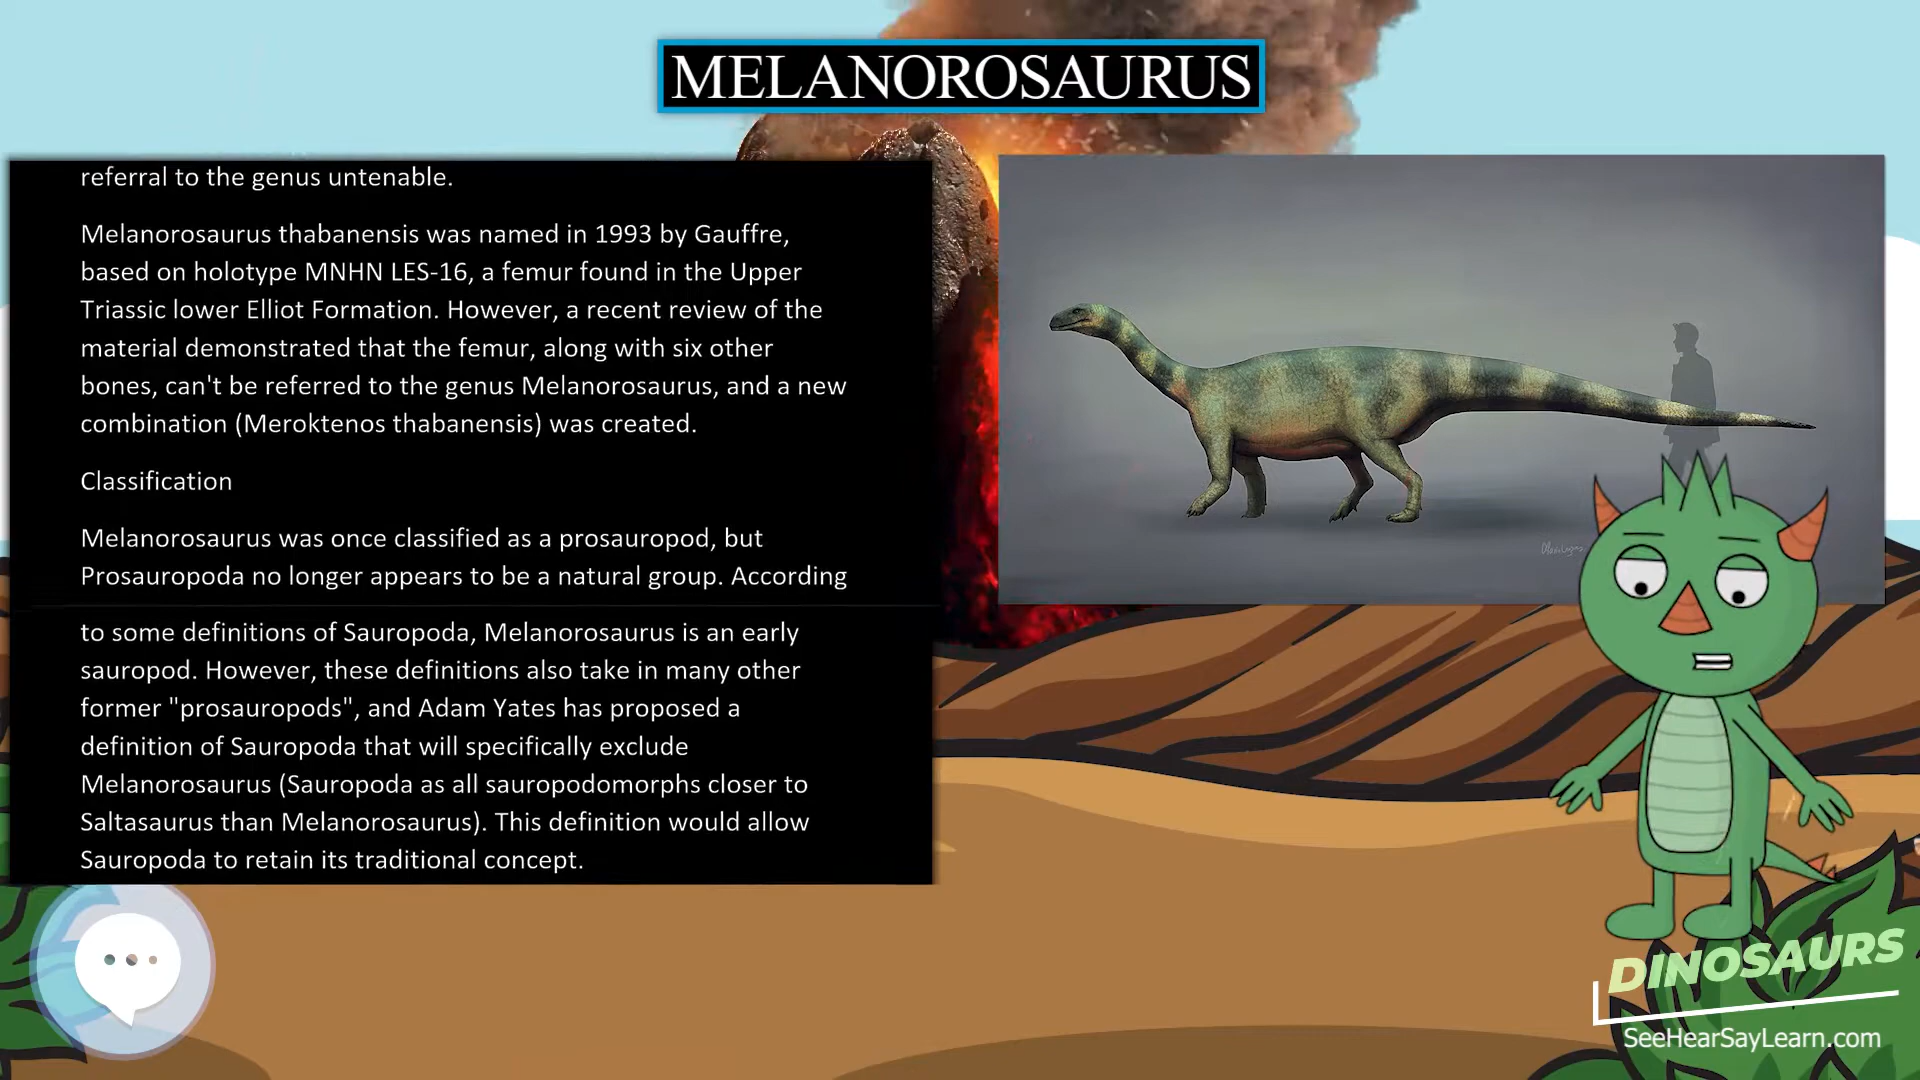 MELANOROSAURUS
referral to the genus untenable.
Melanorosaurus thabanensis was named in 1993 by Gauffre,
based on holotype MNHN LES-16, a femur found in the Upper
Triassic lower Elliot Formation. However, a recent review of the
material demonstrated that the femur, along with six other
bones, can't be referred to the genus Melanorosaurus, and a new
combination (Meroktenos thabanensis) was created.
Classification
Melanorosaurus was once classified as a prosauropod, but
Prosauropoda no longer appears to be a natural group. According
to some definitions of Sauropoda, Melanorosaurus is an early
sauropod. However, these definitions also take in many other
former "prosauropods", and Adam Yates has proposed a
definition of Sauropoda that will specifically exclude
Melanorosaurus (Sauropoda as all sauropodomorphs closer to
Saltasaurus than Melanorosaurus). This definition would allow
Sauropoda to retain its traditional concept.
DINOSAURS
SeeHearSayLearn.com